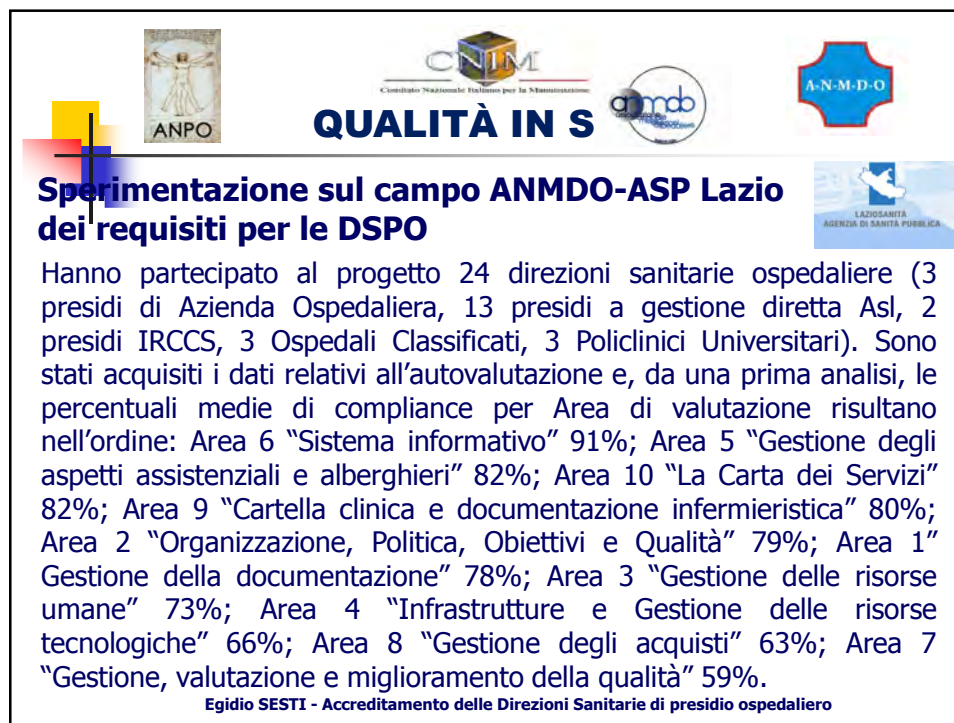 ANPO
CNIM
Comitato Nazionale Italiano per la Manutenzione
anmdo
A-N-M-D-O
QUALITÀ IN S
Sperimentazione sul campo ANMDO-ASP Lazio
dei requisiti per le DSPO
LAZIOSANITÀ
AGENZIA DI SANITÀ PUBBLICA
Hanno partecipato al progetto 24 direzioni sanitarie ospedaliere (3
presidi di Azienda Ospedaliera, 13 presidi a gestione diretta Asl, 2
presidi IRCCS, 3 Ospedali Classificati, 3 Policlinici Universitari). Sono
stati acquisiti i dati relativi all’autovalutazione e, da una prima analisi, le
percentuali medie di compliance per Area di valutazione risultano
nell’ordine: Area 6 “Sistema informativo” 91%; Area 5 “Gestione degli
aspetti assistenziali e alberghieri” 82%; Area 10 “La Carta dei Servizi”
82%; Area 9 “Cartella clinica e documentazione infermieristica” 80%;
Area 2 “Organizzazione, Politica, Obiettivi e Qualità” 79%; Area 1”
Gestione della documentazione” 78%; Area 3 “Gestione delle risorse
umane” 73%; Area 4 “Infrastrutture e Gestione delle risorse
tecnologiche” 66%; Area 8 “Gestione degli acquisti” 63%; Area 7
“Gestione, valutazione e miglioramento della qualità” 59%.
Egidio SESTI - Accreditamento delle Direzioni Sanitarie di presidio ospedaliero